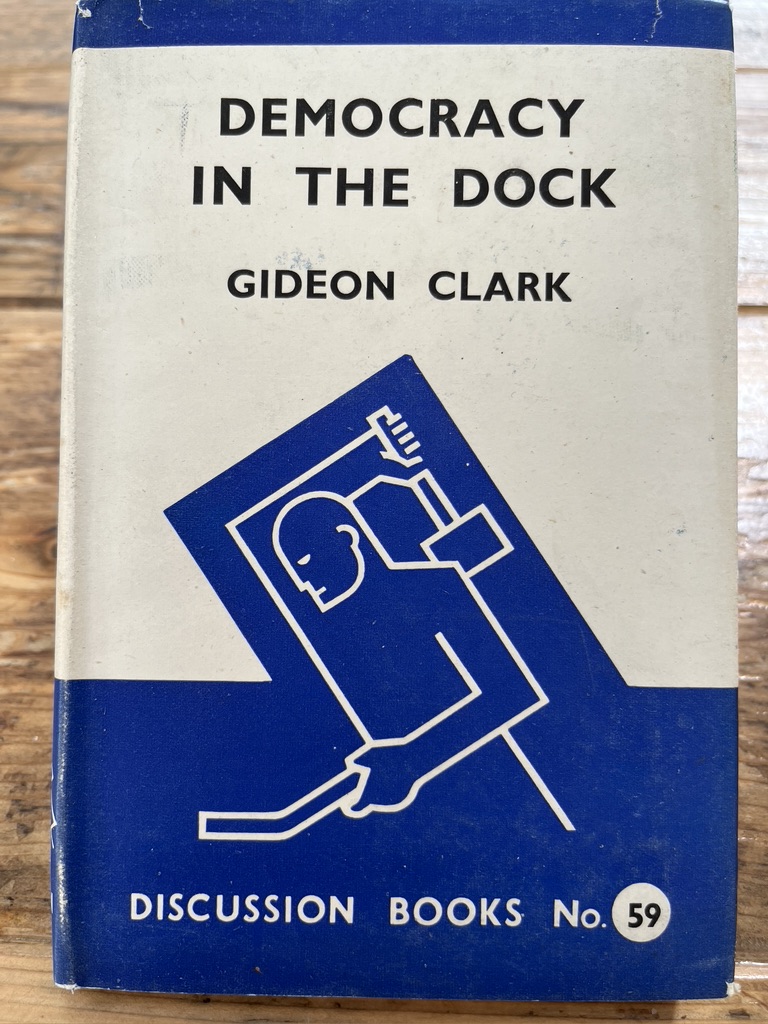 DEMOCRACY
IN THE DOCK
GIDEON CLARK
DISCUSSION BOOKS No. 59